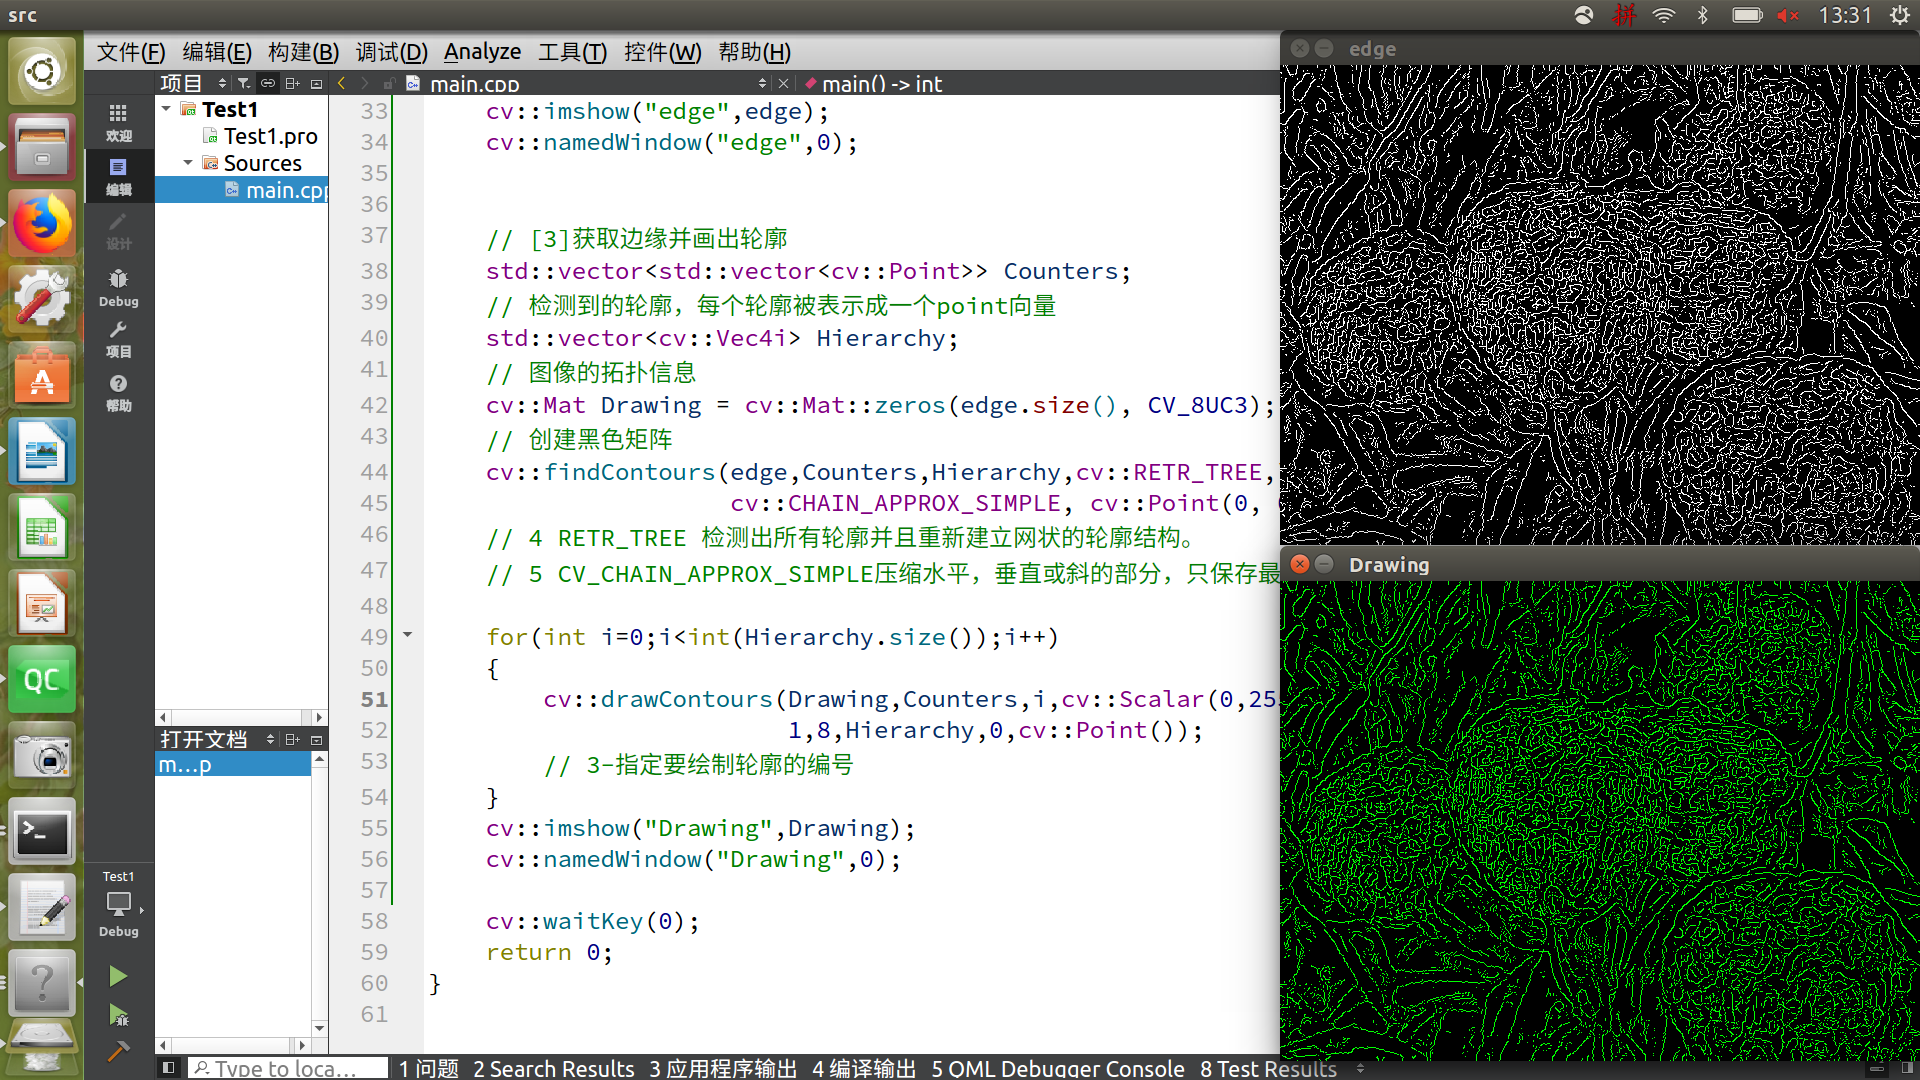 src
拼
13:31
文件(F) 编辑(E) 构建(B) 调试(D) Analyze 工具(T) 控件(W) 帮助(H)
项目
main.cpp
main() -> int
欢迎
编辑
设计
Debug
项目
帮助
Test1
Test1.pro
Sources
main.cpp
33 cv::imshow("edge",edge);
34 cv::namedWindow("edge",0);
35
36
37 // [3]获取边缘并画出轮廓
38 std::vector<std::vector<cv::Point>> Counters;
39 // 检测到的轮廓，每个轮廓被表示成一个point向量
40 std::vector<cv::Vec4i> Hierarchy;
41 // 图像的拓扑信息
42 cv::Mat Drawing = cv::Mat::zeros(edge.size(), CV_8UC3);
43 // 创建黑色矩阵
44 cv::findContours(edge,Counters,Hierarchy,cv::RETR_TREE,
45 cv::CHAIN_APPROX_SIMPLE, cv::Point(0,
46 // 4 RETR_TREE 检测出所有轮廓并且重新建立网状的轮廓结构。
47 // 5 CV_CHAIN_APPROX_SIMPLE压缩水平，垂直或斜的部分，只保存最
48
49 for(int i=0;i<int(Hierarchy.size());i++)
50 {
51 cv::drawContours(Drawing,Counters,i,cv::Scalar(0,255
52 1,8,Hierarchy,0,cv::Point());
53 // 3-指定要绘制轮廓的编号
54 }
55 cv::imshow("Drawing",Drawing);
56 cv::namedWindow("Drawing",0);
57
58 cv::waitKey(0);
59 return 0;
60 }
61
打开文档
m...p
Test1
Debug
QC
Type to loca...
1 问题 2 Search Results 3 应用程序输出 4 编译输出 5 QML Debugger Console 8 Test Results
edge
Drawing